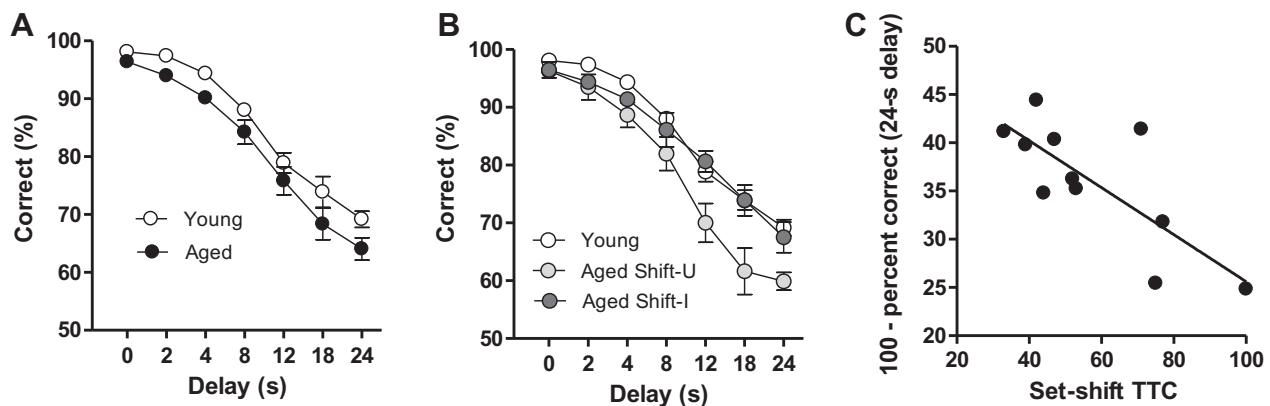 A
100
90
80
70
60
50
Correct (%)
Young
Aged
0 2 4 8 12 18 24
Delay (s)
B
100
90
80
70
60
50
Correct (%)
Young
Aged Shift-U
Aged Shift-I
0 2 4 8 12 18 24
Delay (s)
C
100 - percent correct (24-s delay)
50
45
40
35
30
25
20
20 40 60 80 100
Set-shift TTC